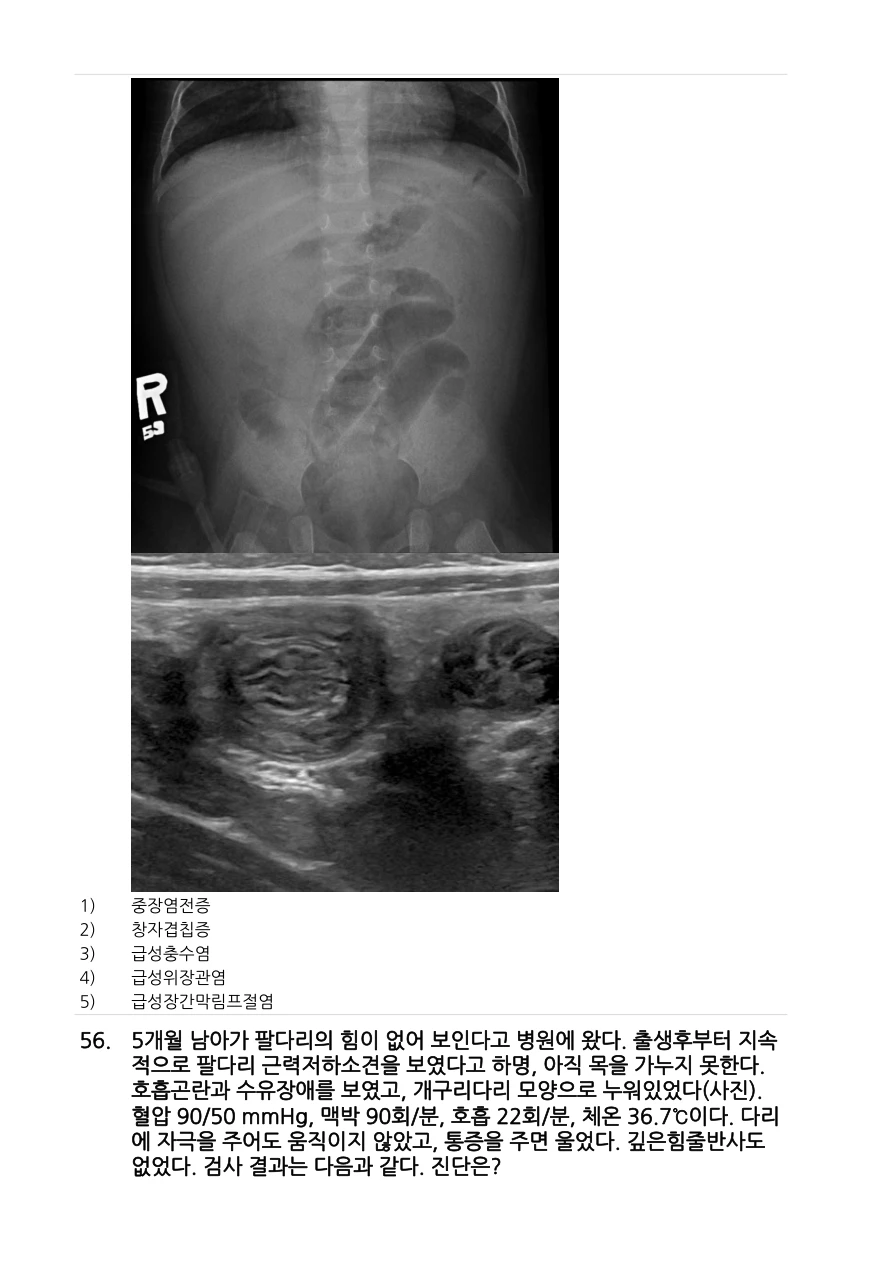 R
53
1) 중장염전증
2) 창자겹칩증
3) 급성충수염
4) 급성위장관염
5) 급성장간막림프절염
56. 5개월 남아가 팔다리의 힘이 없어 보인다고 병원에 왔다. 출생후부터 지속
적으로 팔다리 근력저하소견을 보였다고 하명, 아직 목을 가누지 못한다.
호흡곤란과 수유장애를 보였고, 개구리다리 모양으로 누워있었다(사진).
혈압 90/50 mmHg, 맥박 90회/분, 호흡 22회/분, 체온 36.7℃이다. 다리
에 자극을 주어도 움직이지 않았고, 통증을 주면 울었다. 깊은힘줄반사도
없었다. 검사 결과는 다음과 같다. 진단은?